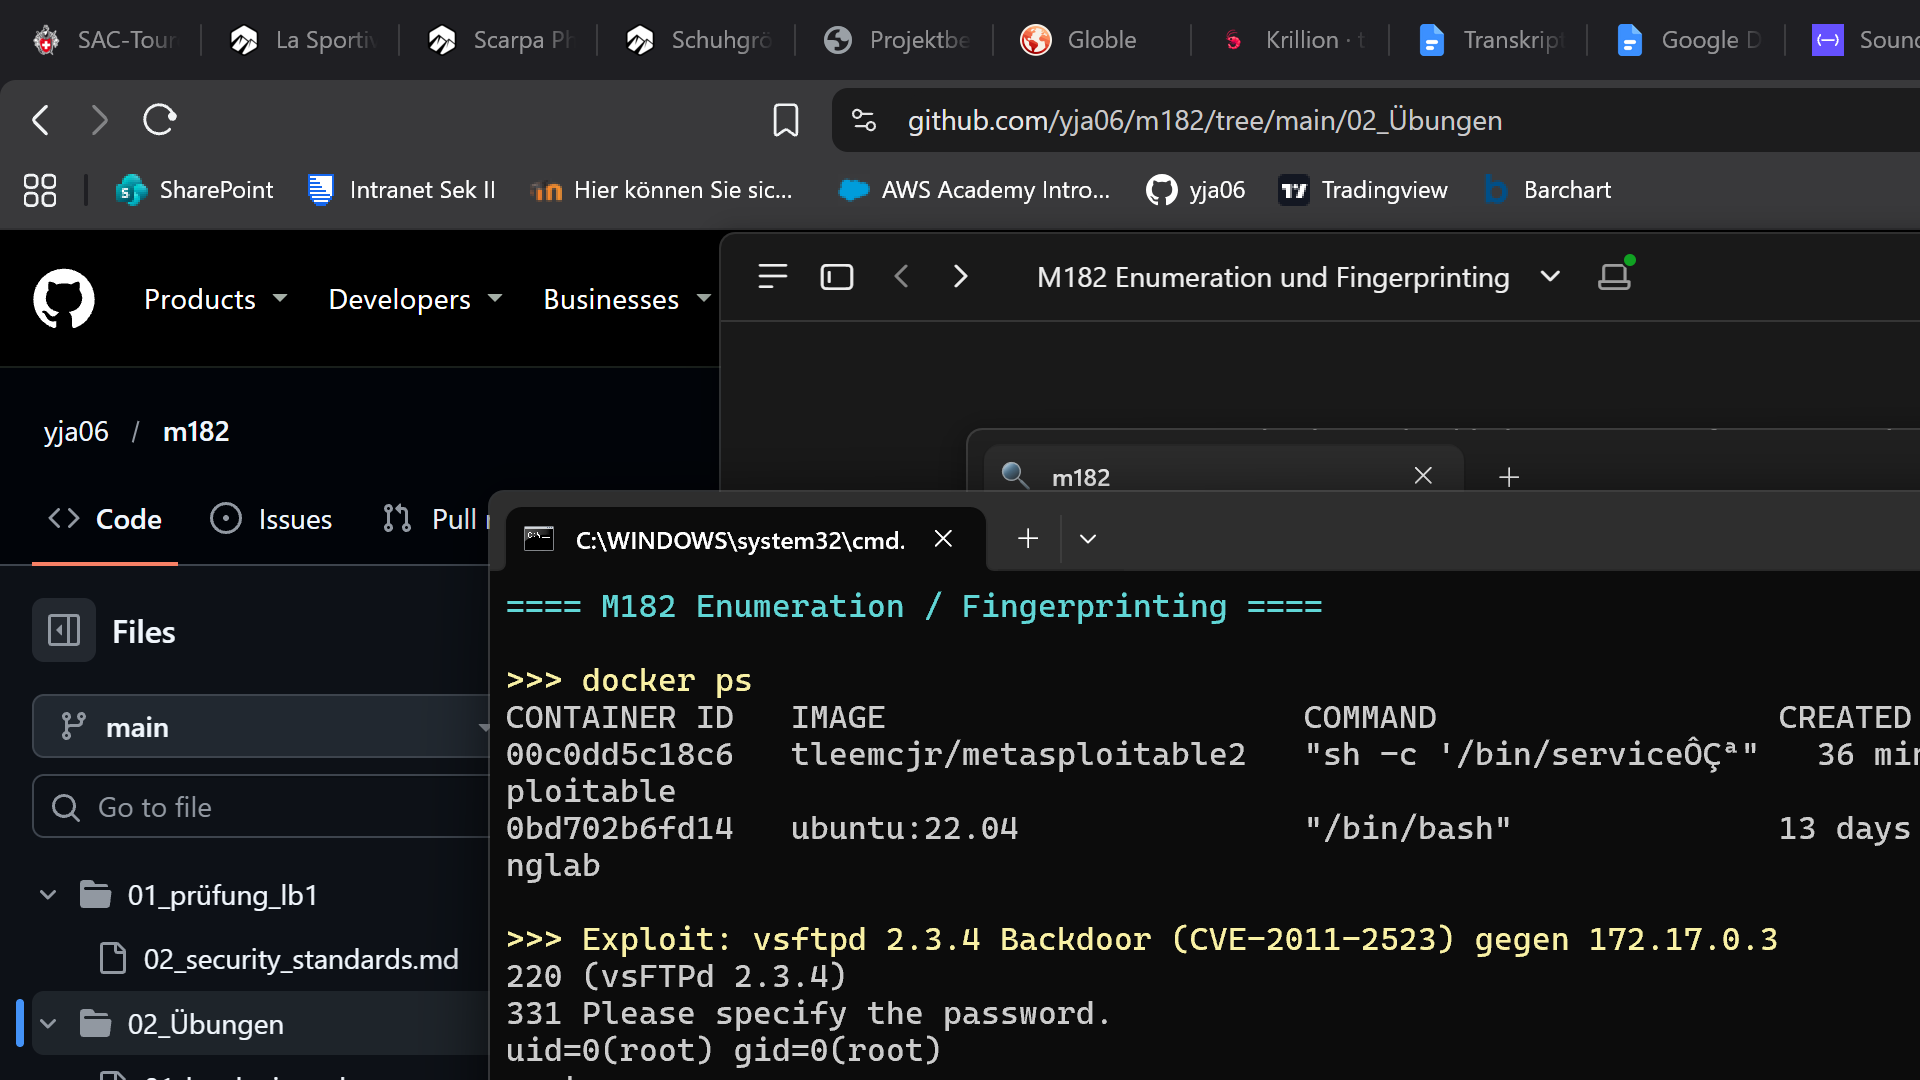 SAC-Tour
La Sportiv
Scarpa Ph
Schuhgrö
Projektbe
Globle
Krillion · t
Transkript
Google D
Sound
github.com/yja06/m182/tree/main/02_Übungen
SharePoint
Intranet Sek II
Hier können Sie sic...
AWS Academy Intro...
yja06
Tradingview
Barchart
Products
Developers
Businesses
M182 Enumeration und Fingerprinting
yja06 / m182
m182
Code
Issues
Pull
C:\WINDOWS\system32\cmd.
Files
main
Go to file
01_prüfung_lb1
02_security_standards.md
02_Übungen
==== M182 Enumeration / Fingerprinting ====
>>> docker ps
CONTAINER ID IMAGE COMMAND CREATED
00c0dd5c18c6 tleemcjr/metasploitable2 "sh -c '/bin/serviceÔÇª" 36 min
ploitable
0bd702b6fd14 ubuntu:22.04 "/bin/bash" 13 days
nglab
>>> Exploit: vsftpd 2.3.4 Backdoor (CVE-2011-2523) gegen 172.17.0.3
220 (vsFTPd 2.3.4)
331 Please specify the password.
uid=0(root) gid=0(root)